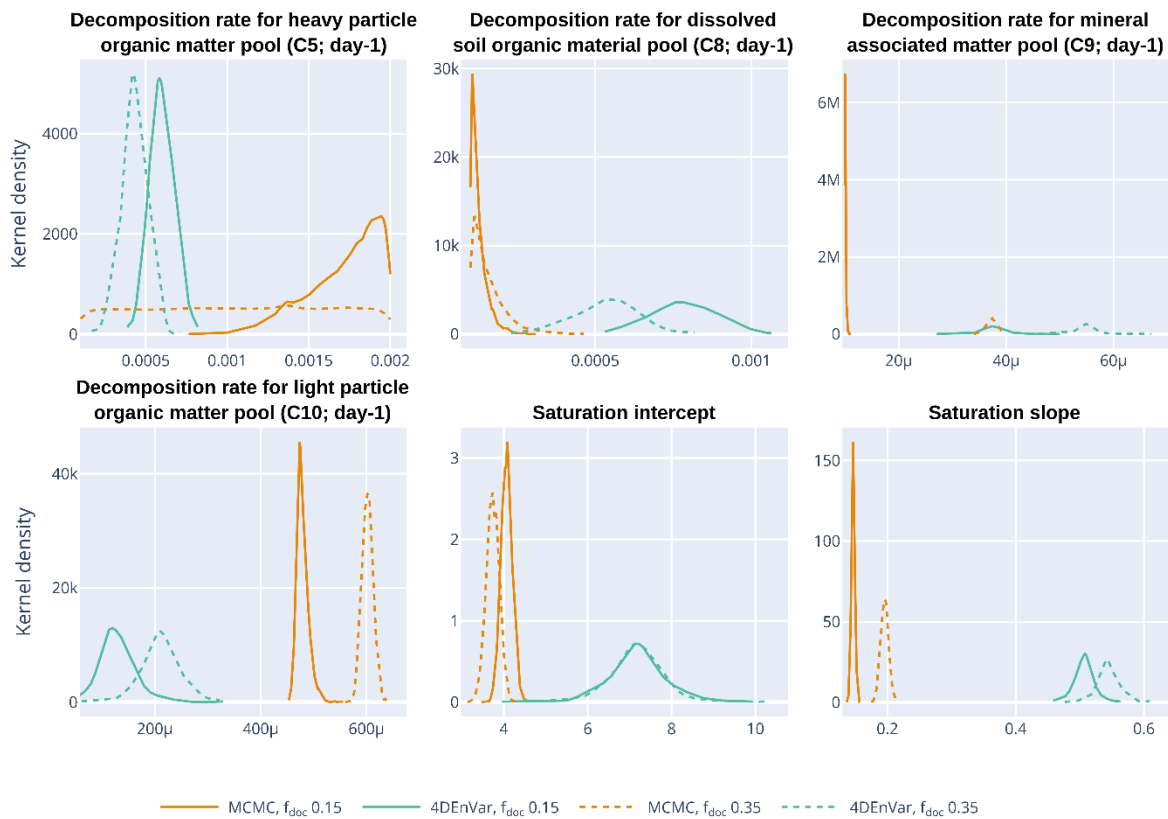 Decomposition rate for heavy particle
organic matter pool (C5; day-1)
Decomposition rate for dissolved
soil organic material pool (C8; day-1)
Decomposition rate for mineral
associated matter pool (C9; day-1)
Kernel density
4000
2000
0
0.0005
0.001
0.0015
0.002
30k
20k
10k
0
0.0005
0.001
6M
4M
2M
0
20μ
40μ
60μ
Decomposition rate for light particle
organic matter pool (C10; day-1)
Saturation intercept
Saturation slope
Kernel density
40k
20k
0
200μ
400μ
600μ
3
2
1
0
4
6
8
10
150
100
50
0
0.2
0.4
0.6
MCMC, f_doc 0.15 4DEnVar, f_doc 0.15 MCMC, f_doc 0.35 4DEnVar, f_doc 0.35